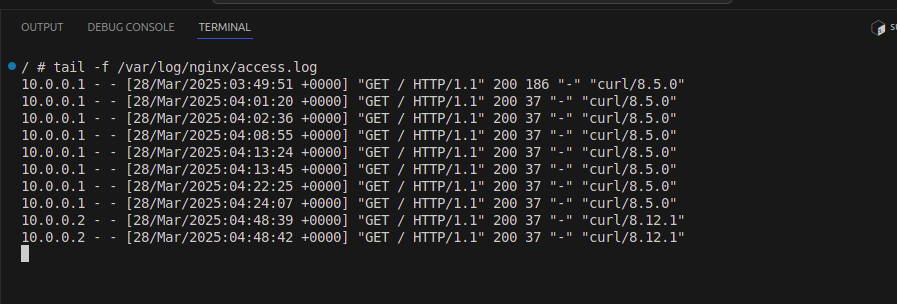 OUTPUT DEBUG CONSOLE TERMINAL
/ # tail -f /var/log/nginx/access.log
10.0.0.1 - - [28/Mar/2025:03:49:51 +0000] "GET / HTTP/1.1" 200 186 "-" "curl/8.5.0"
10.0.0.1 - - [28/Mar/2025:04:01:20 +0000] "GET / HTTP/1.1" 200 37 "-" "curl/8.5.0"
10.0.0.1 - - [28/Mar/2025:04:02:36 +0000] "GET / HTTP/1.1" 200 37 "-" "curl/8.5.0"
10.0.0.1 - - [28/Mar/2025:04:08:55 +0000] "GET / HTTP/1.1" 200 37 "-" "curl/8.5.0"
10.0.0.1 - - [28/Mar/2025:04:13:24 +0000] "GET / HTTP/1.1" 200 37 "-" "curl/8.5.0"
10.0.0.1 - - [28/Mar/2025:04:13:45 +0000] "GET / HTTP/1.1" 200 37 "-" "curl/8.5.0"
10.0.0.1 - - [28/Mar/2025:04:22:25 +0000] "GET / HTTP/1.1" 200 37 "-" "curl/8.5.0"
10.0.0.1 - - [28/Mar/2025:04:24:07 +0000] "GET / HTTP/1.1" 200 37 "-" "curl/8.5.0"
10.0.0.2 - - [28/Mar/2025:04:48:39 +0000] "GET / HTTP/1.1" 200 37 "-" "curl/8.12.1"
10.0.0.2 - - [28/Mar/2025:04:48:42 +0000] "GET / HTTP/1.1" 200 37 "-" "curl/8.12.1"